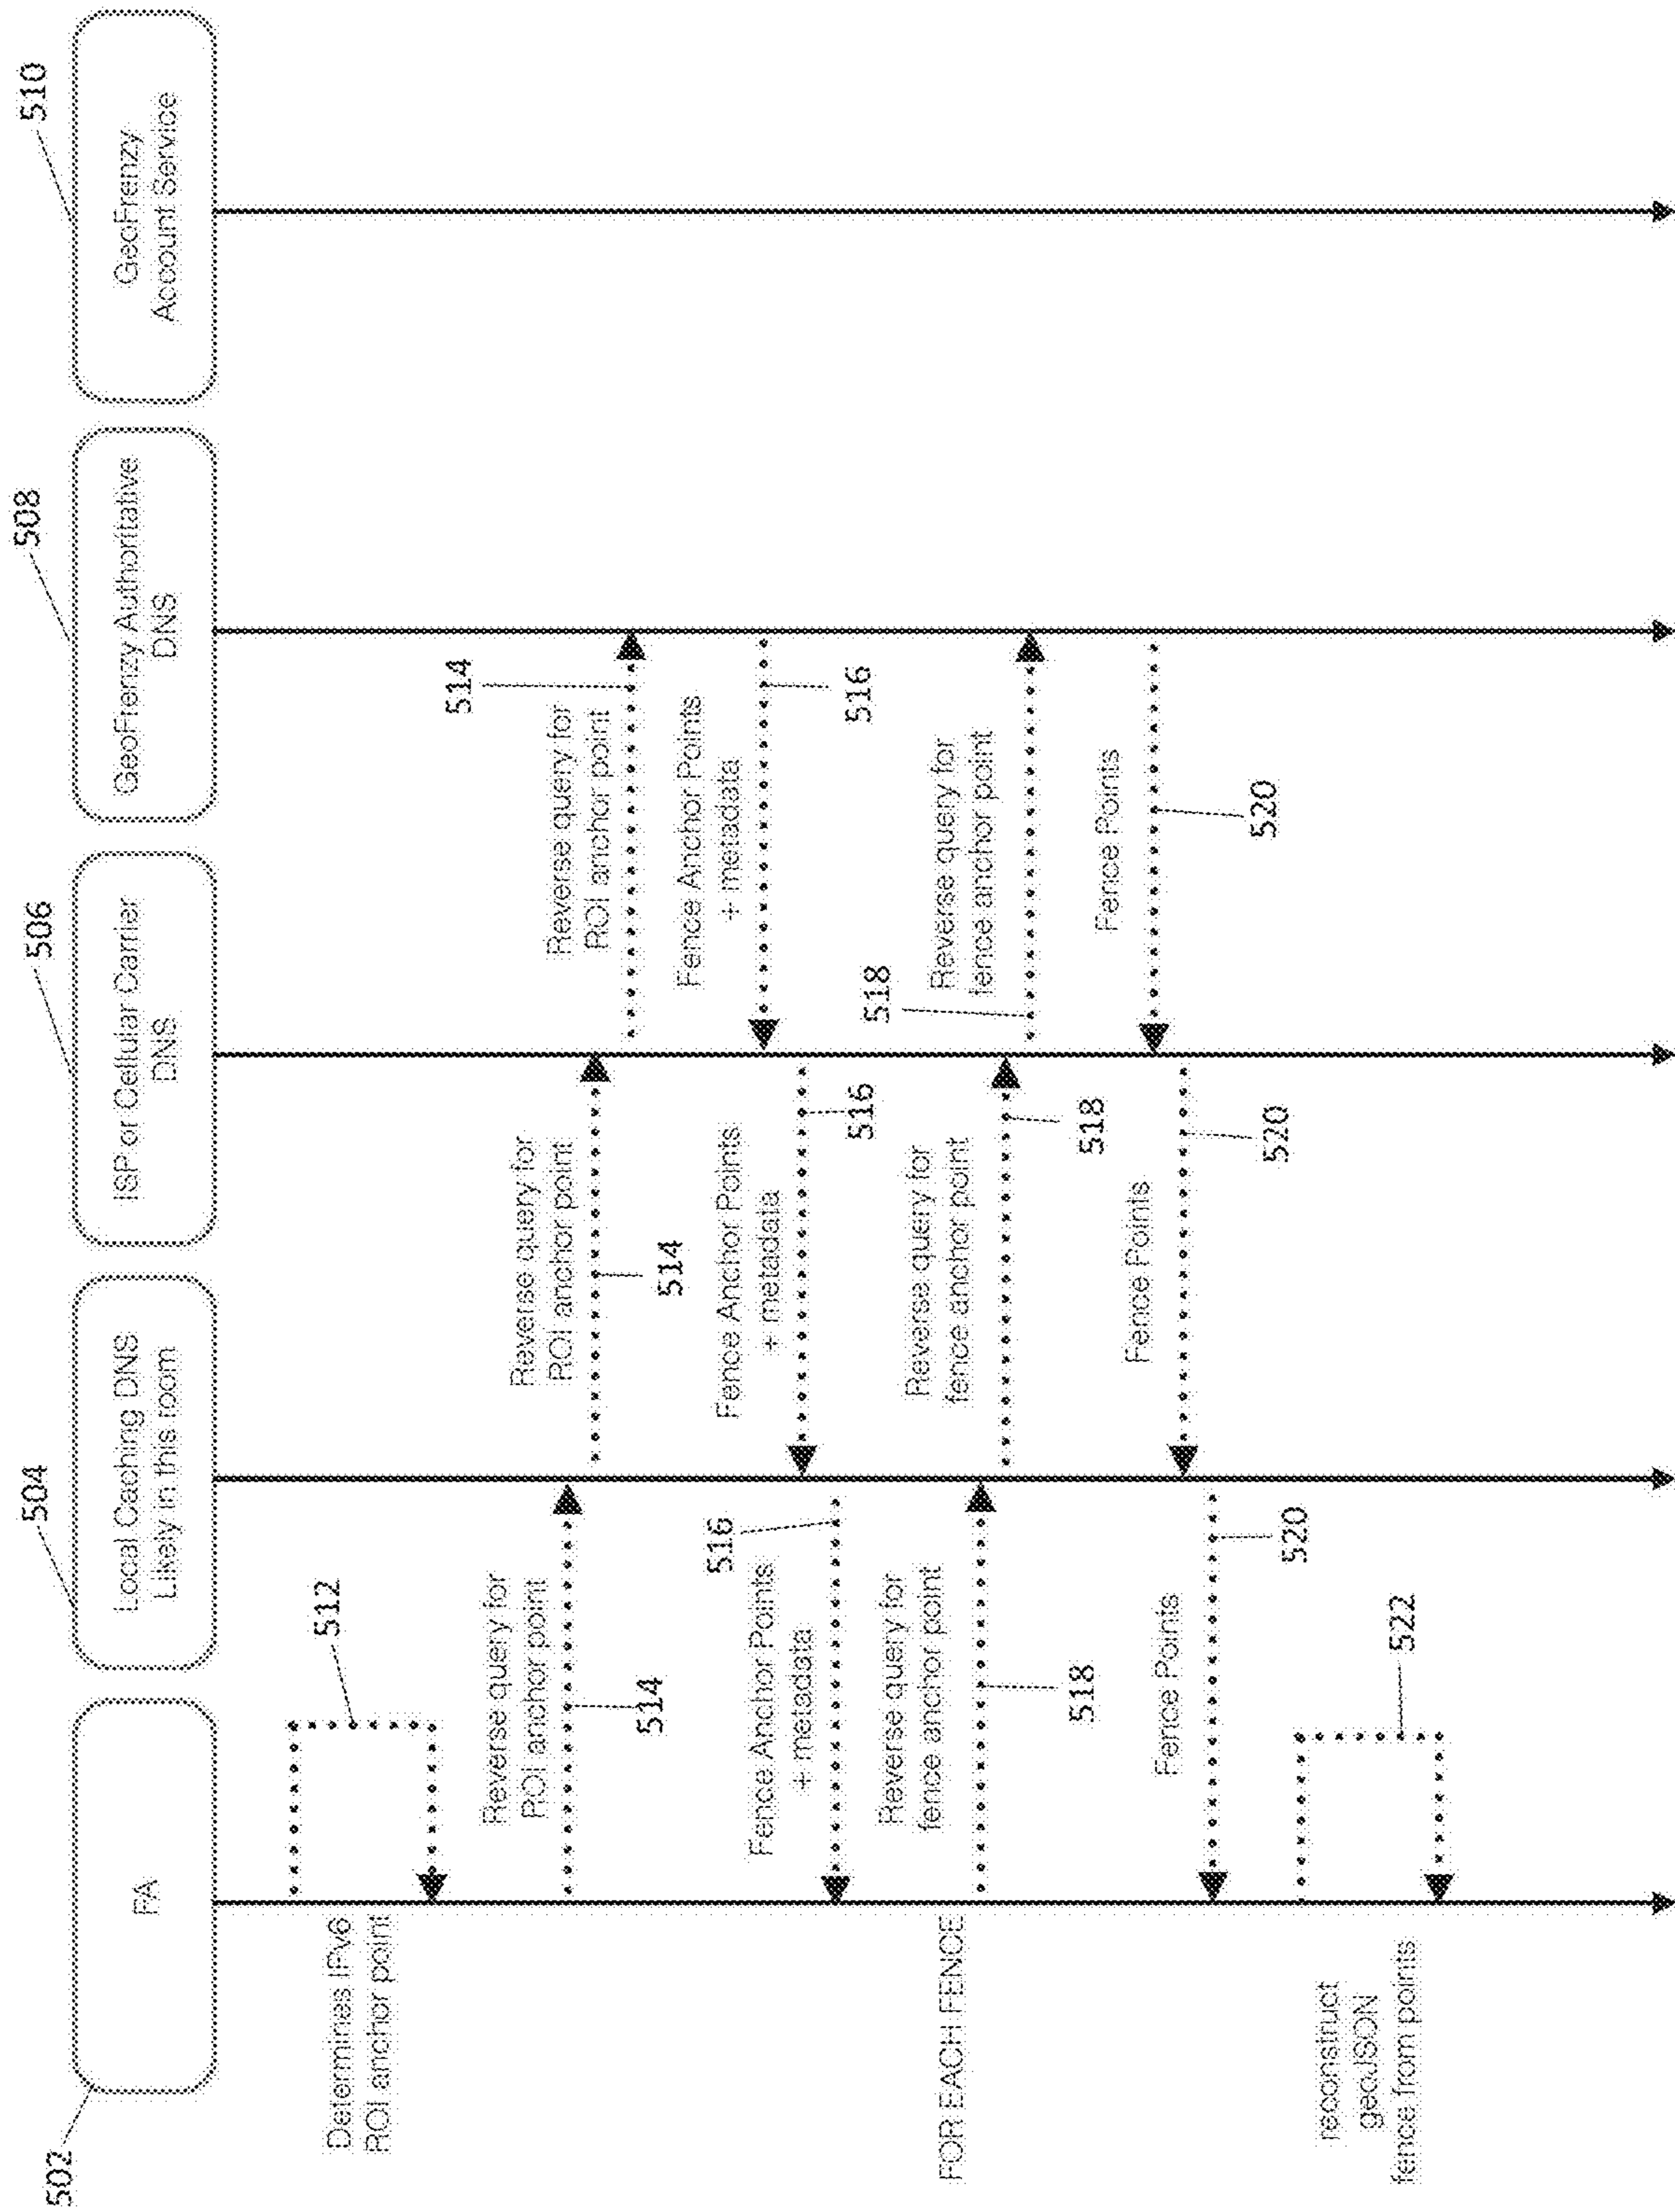 502
FA
504
Local Caching DNS
Likely in this room
506
ISP or Cellular Carrier
DNS
508
GeoFrenzy Authoritative
DNS
510
GeoFrenzy
Account Service
Determines IPv6
ROI anchor point
512
Reverse query for
ROI anchor point
514
Reverse query for
ROI anchor point
514
Reverse query for
ROI anchor point
514
Fence Anchor Points
+ metadata
516
Fence Anchor Points
+ metadata
516
Fence Anchor Points
+ metadata
516
FOR EACH FENCE
Reverse query for
fence anchor point
518
Reverse query for
fence anchor point
518
Reverse query for
fence anchor point
518
Fence Points
520
Fence Points
520
Fence Points
520
reconstruct
geoJSON
fence from points
522